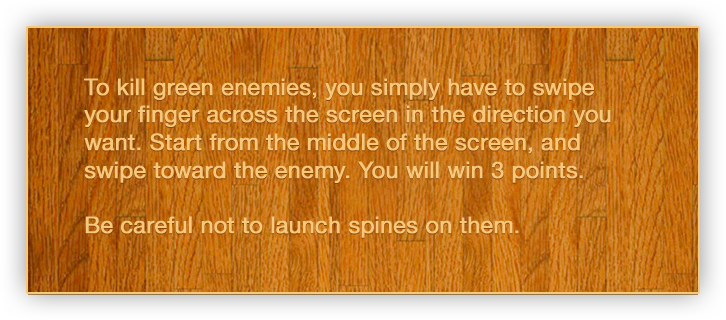 To kill green enemies, you simply have to swipe
your finger across the screen in the direction you
want. Start from the middle of the screen, and
swipe toward the enemy. You will win 3 points.
Be careful not to launch spines on them.